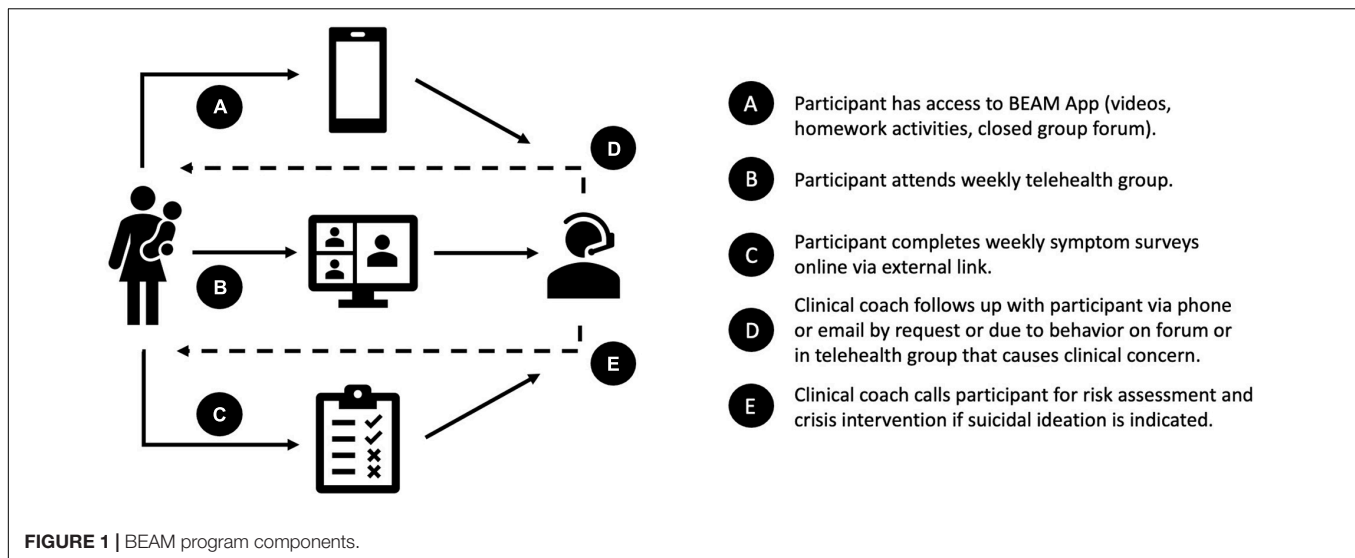 A
D
B
E
C
A Participant has access to BEAM App (videos,
homework activities, closed group forum).
B Participant attends weekly telehealth group.
C Participant completes weekly symptom surveys
online via external link.
D Clinical coach follows up with participant via phone
or email by request or due to behavior on forum or
in telehealth group that causes clinical concern.
E Clinical coach calls participant for risk assessment and
crisis intervention if suicidal ideation is indicated.
FIGURE 1 | BEAM program components.